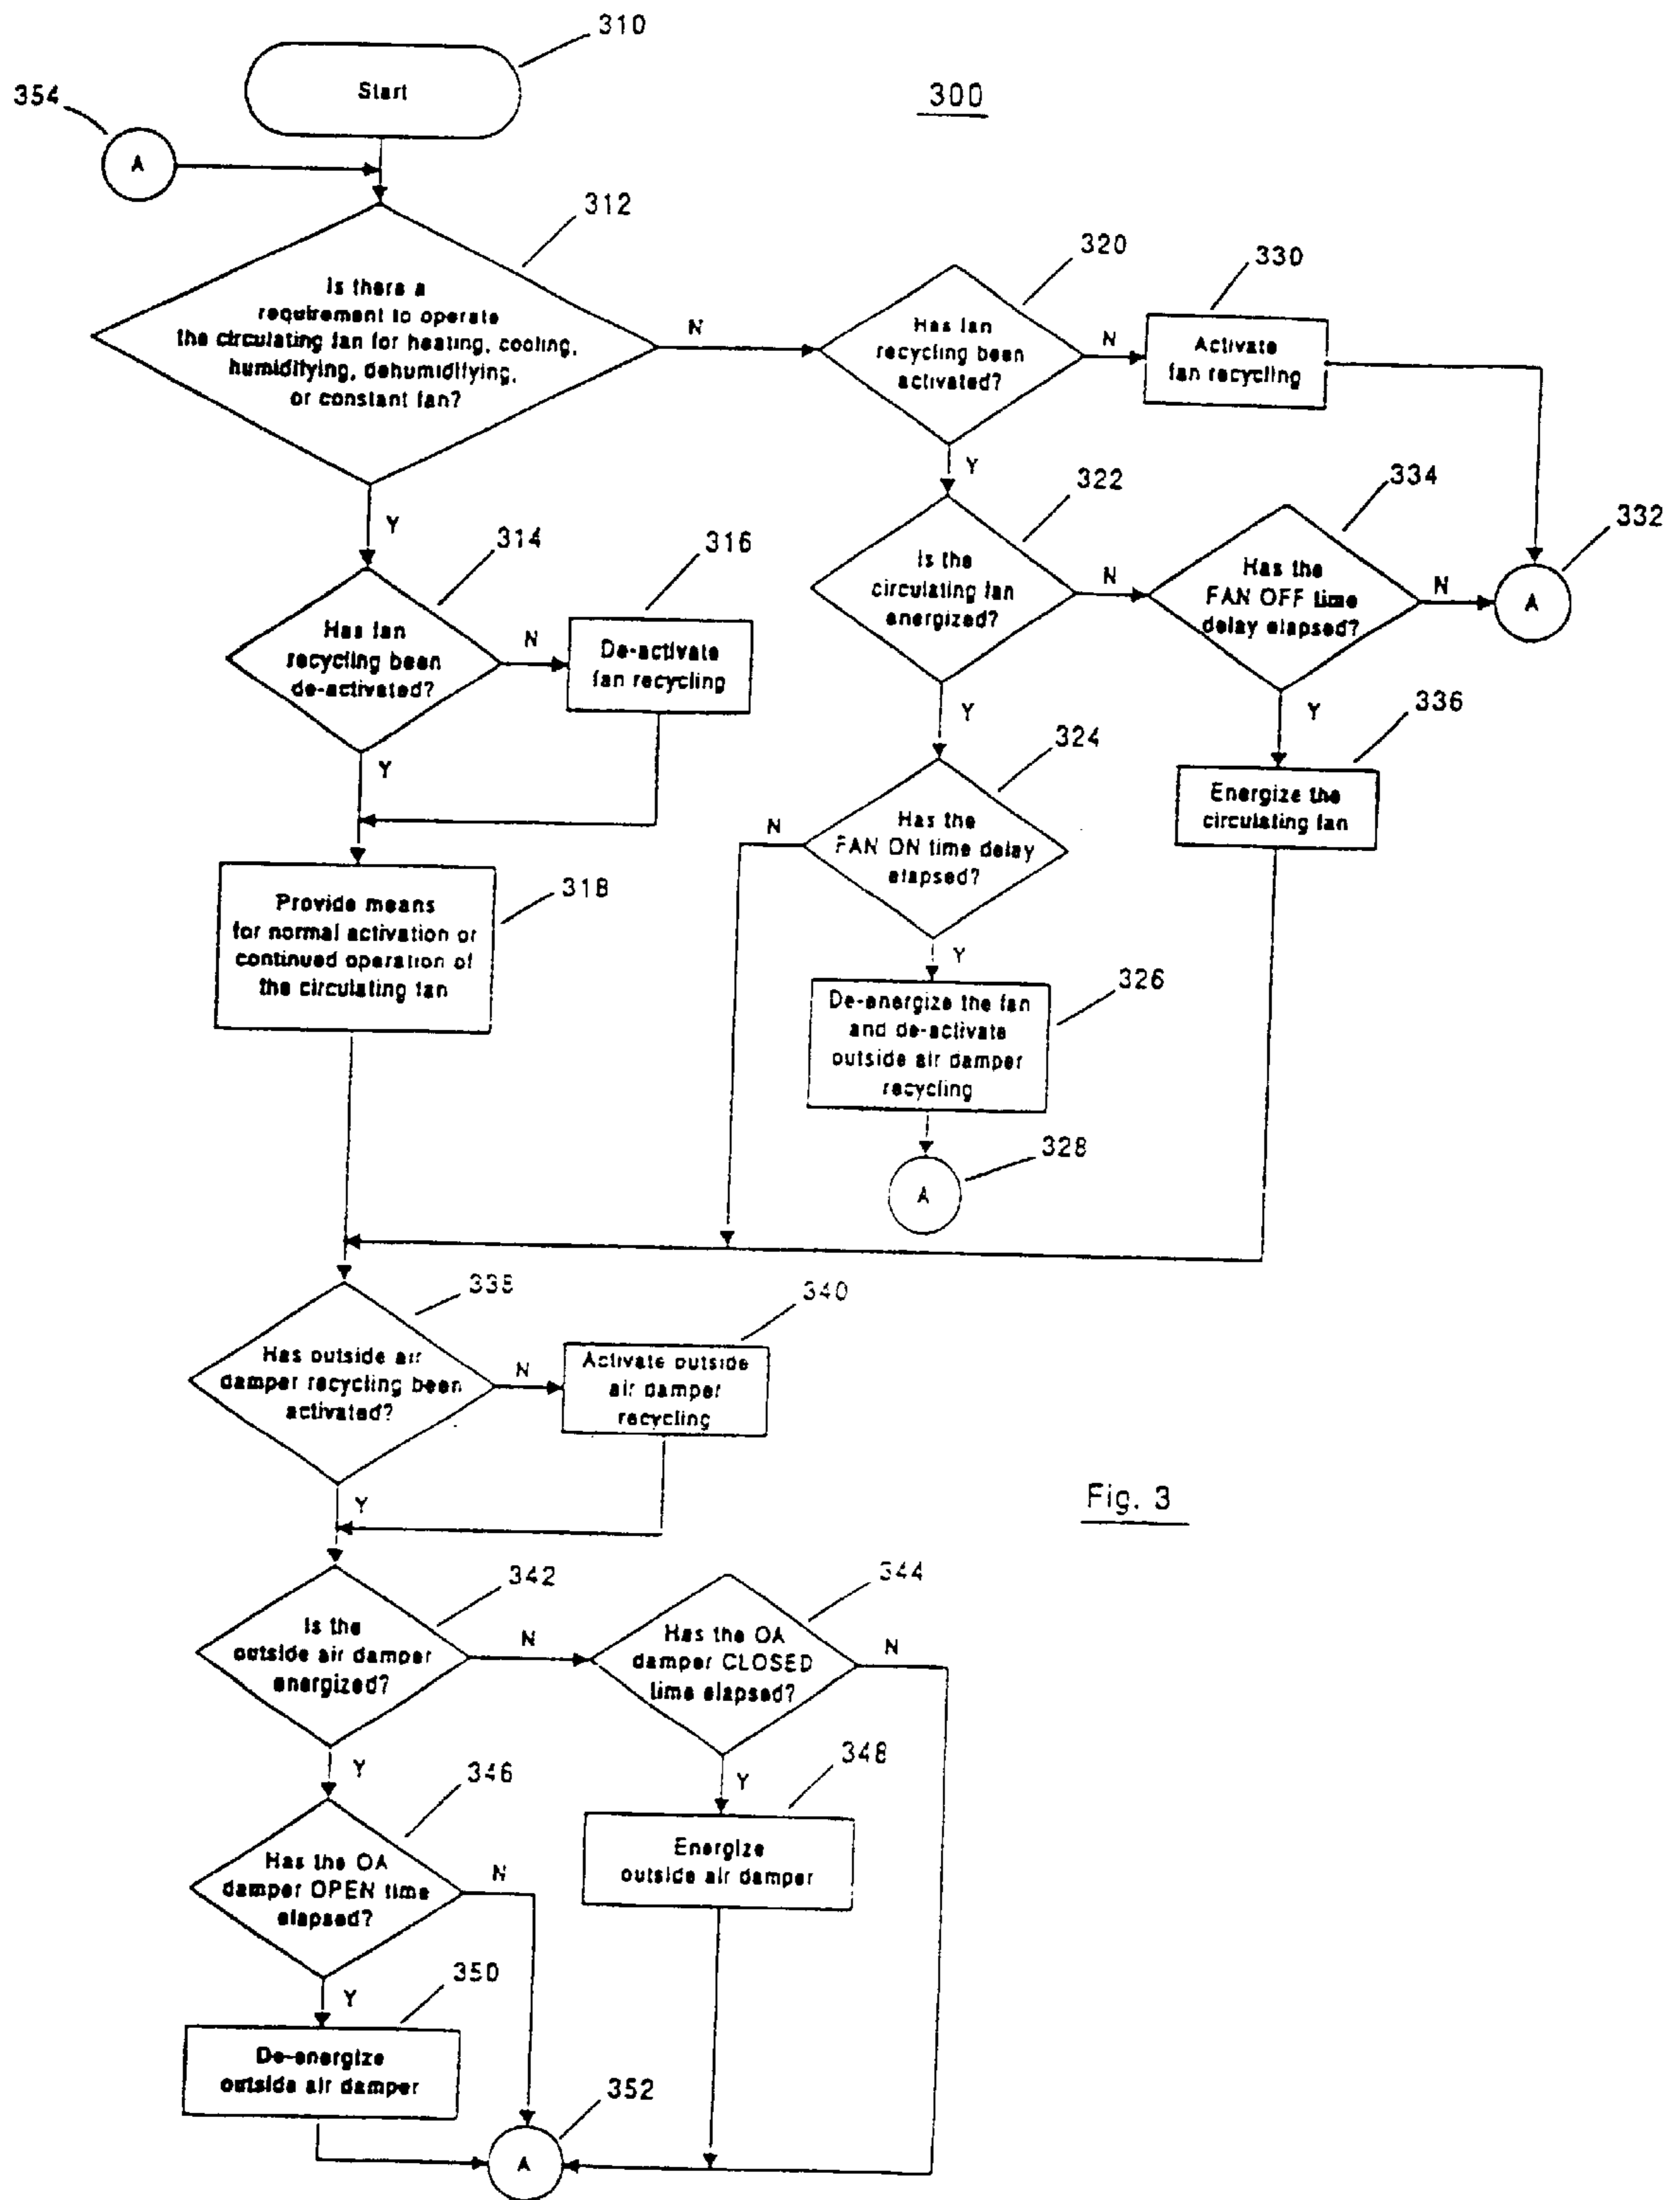 310
Start
300
354
A
312
Is there a
requirement to operate
the circulating fan for heating, cooling,
humidifying, dehumidifying,
or constant fan?
N
320
Has fan
recycling been
activated?
N
330
Activate
fan recycling
Y
Y
314
Has fan
recycling been
de-activated?
N
316
De-activate
fan recycling
322
Is the
circulating fan
energized?
N
334
Has the
FAN OFF time
delay elapsed?
N
332
A
Y
Y
Y
336
Energize the
circulating fan
318
Provide means
for normal activation or
continued operation of
the circulating fan
324
N
Has the
FAN ON time delay
elapsed?
Y
326
De-energize the fan
and de-activate
outside air damper
recycling
328
A
338
Has outside air
damper recycling been
activated?
N
340
Activate outside
air damper
recycling
Y
Fig. 3
342
Is the
outside air damper
energized?
N
344
Has the OA
damper CLOSED
time elapsed?
N
Y
Y
346
Has the OA
damper OPEN time
elapsed?
N
348
Energize
outside air damper
Y
350
De-energize
outside air damper
352
A